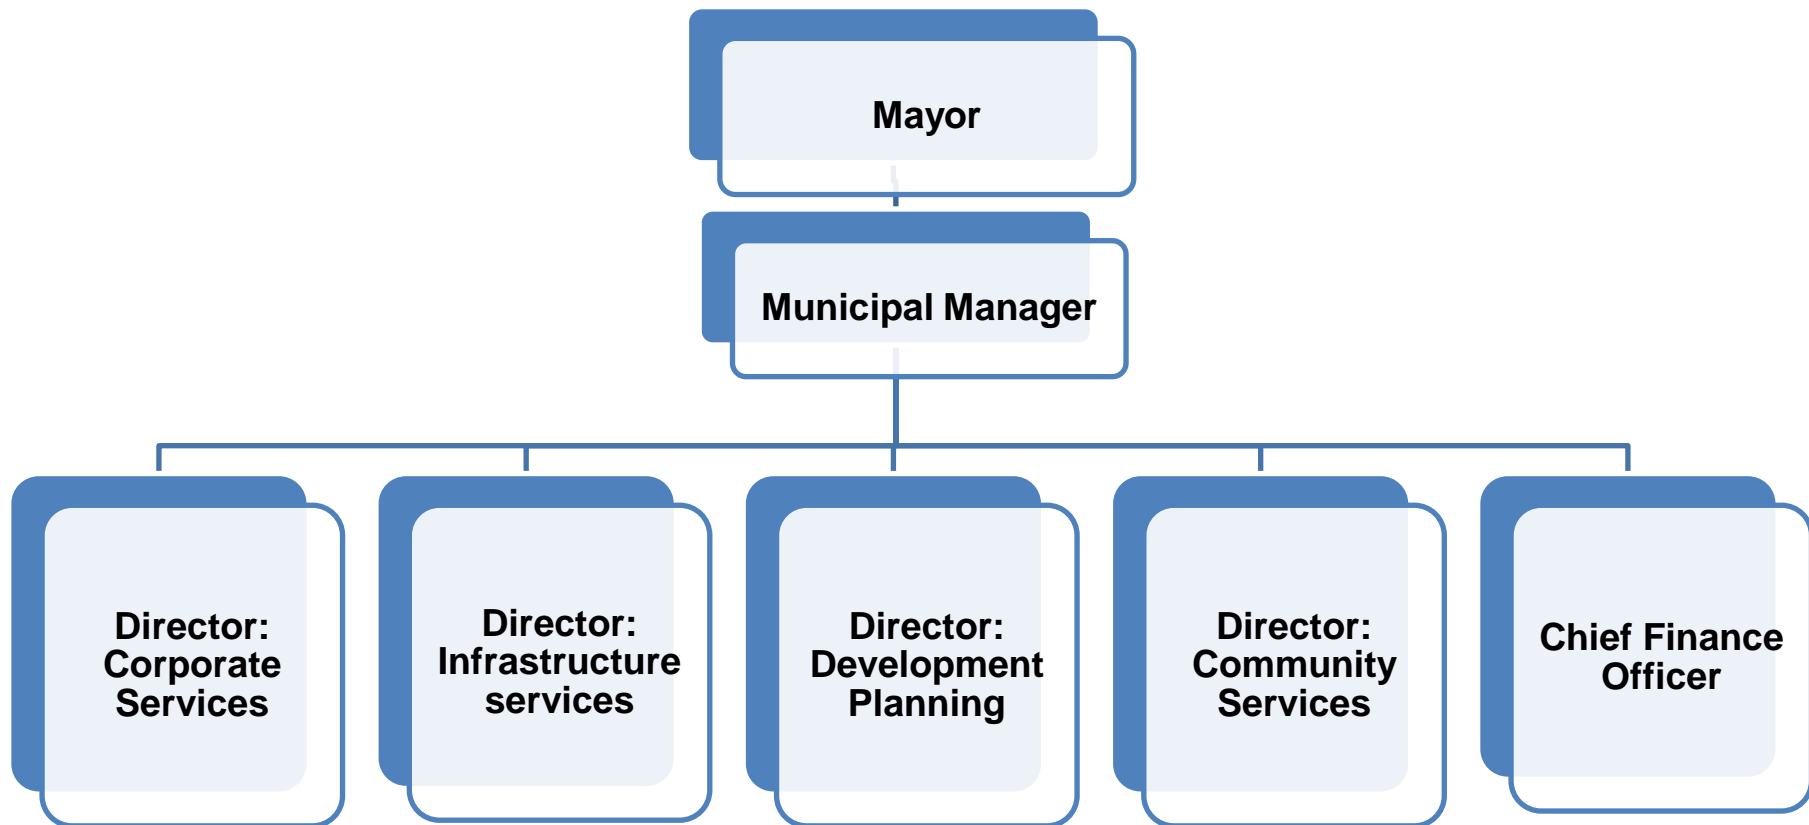 Mayor
Municipal Manager
Director:
Corporate
Services
Director:
Infrastructure
services
Director:
Development
Planning
Director:
Community
Services
Chief Finance
Officer